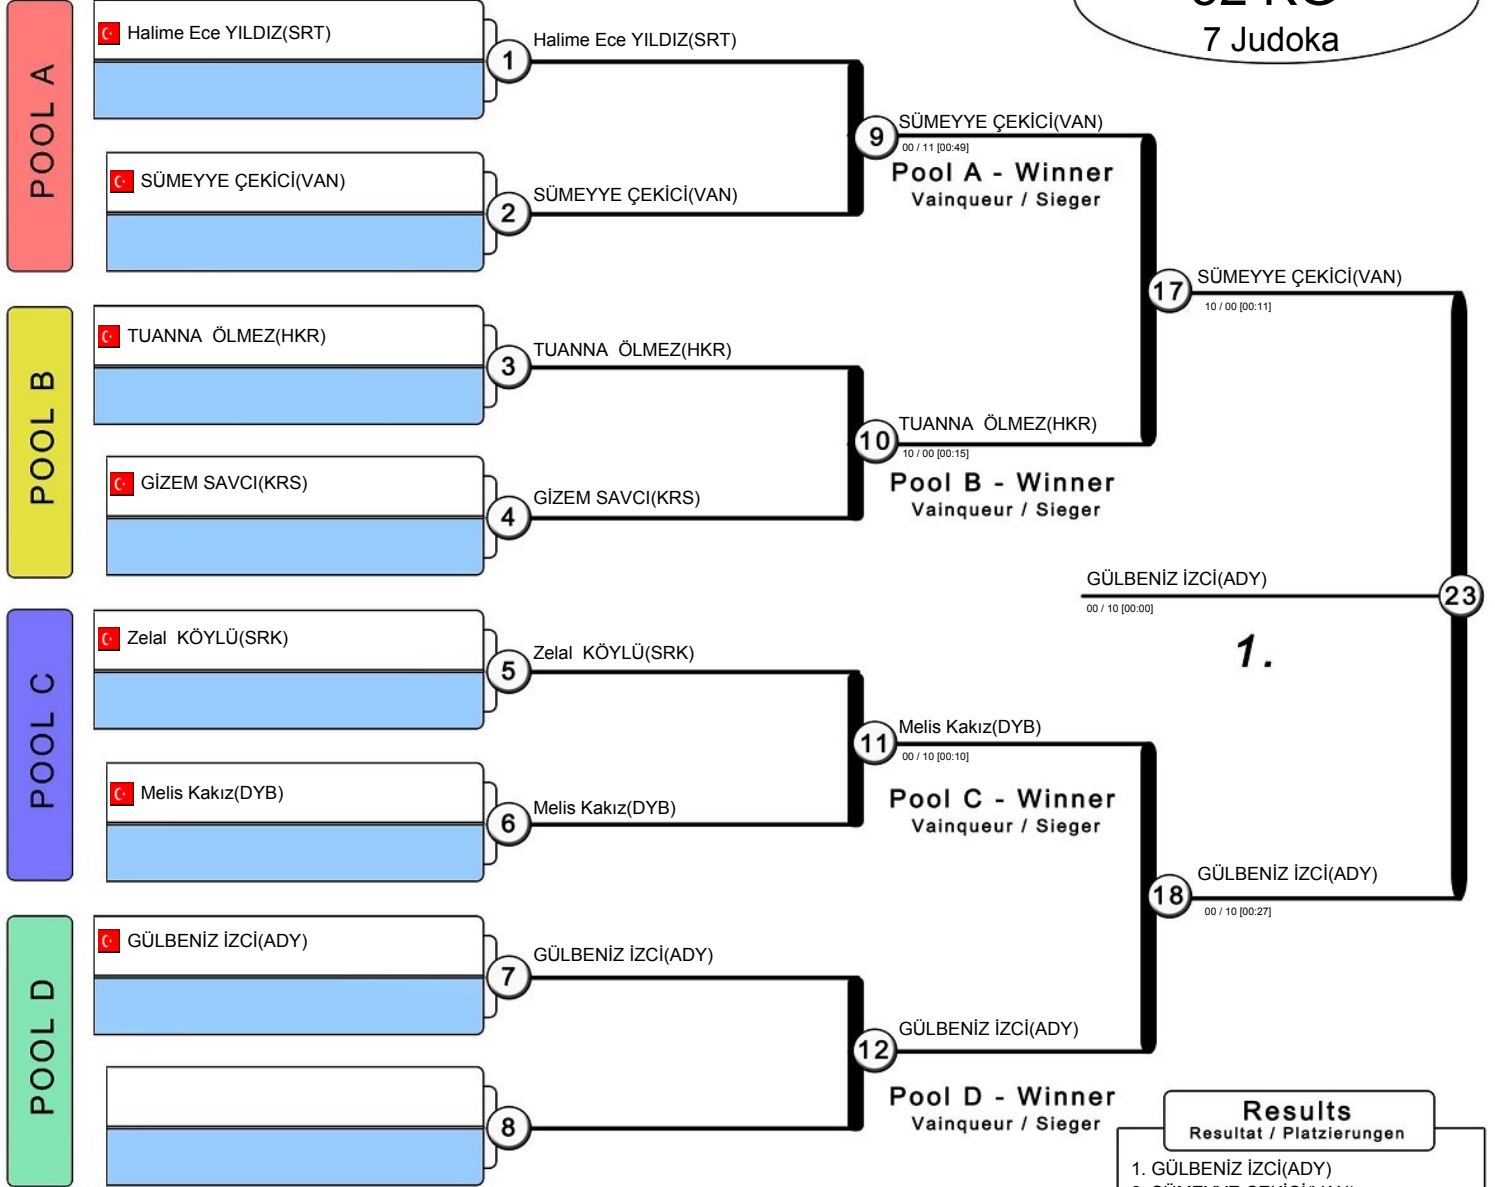 7 Judoka
POOL A
Halime Ece YILDIZ(SRT)
1
Halime Ece YILDIZ(SRT)
SÜMEYYE ÇEKİCİ(VAN)
2
SÜMEYYE ÇEKİCİ(VAN)
9
SÜMEYYE ÇEKİCİ(VAN)
00 / 11 [00:49]
Pool A - Winner
Vainqueur / Sieger
POOL B
TUANNA ÖLMEZ(HKR)
3
TUANNA ÖLMEZ(HKR)
GİZEM SAVCI(KRS)
4
GİZEM SAVCI(KRS)
10
TUANNA ÖLMEZ(HKR)
10 / 00 [00:15]
Pool B - Winner
Vainqueur / Sieger
17
SÜMEYYE ÇEKİCİ(VAN)
10 / 00 [00:11]
GÜLBENİZ İZCİ(ADY)
23
00 / 10 [00:00]
1.
POOL C
Zelal KÖYLÜ(SRK)
5
Zelal KÖYLÜ(SRK)
Melis Kakız(DYB)
6
Melis Kakız(DYB)
11
Melis Kakız(DYB)
00 / 10 [00:10]
Pool C - Winner
Vainqueur / Sieger
18
GÜLBENİZ İZCİ(ADY)
00 / 10 [00:27]
POOL D
GÜLBENİZ İZCİ(ADY)
7
GÜLBENİZ İZCİ(ADY)
8
12
GÜLBENİZ İZCİ(ADY)
Pool D - Winner
Vainqueur / Sieger
Results
Resultat / Platzierungen
1. GÜLBENİZ İZCİ(ADY)